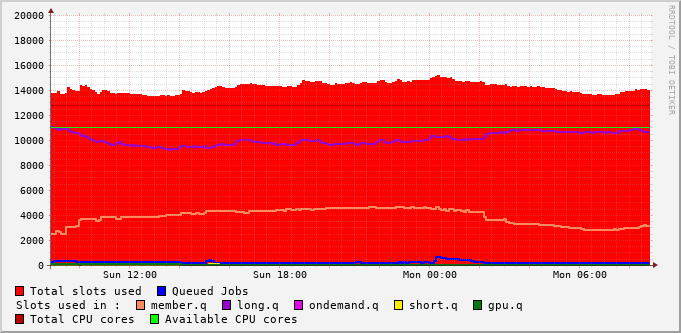 20000
18000
16000
14000
12000
10000
8000
6000
4000
2000
0
Sun 12:00 Sun 18:00 Mon 00:00 Mon 06:00
RRDTOOL / TOBI OETIKER
Total slots used Queued Jobs
Slots used in : member.q long.q ondemand.q short.q gpu.q
Total CPU cores Available CPU cores